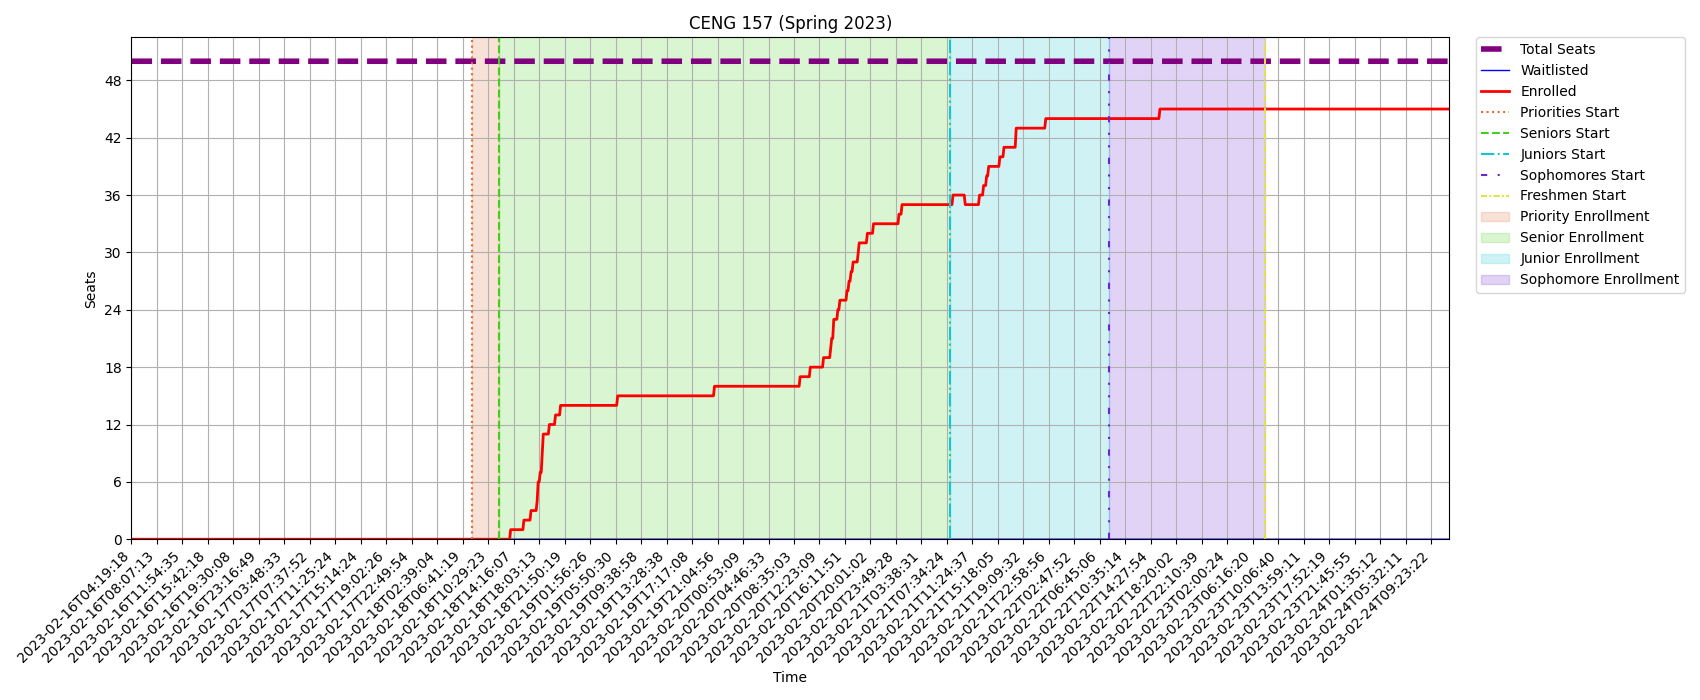 CENG 157 (Spring 2023)
Total Seats
Waitlisted
Enrolled
Priorities Start
Seniors Start
Juniors Start
Sophomores Start
Freshmen Start
Priority Enrollment
Senior Enrollment
Junior Enrollment
Sophomore Enrollment
Seats
48
42
36
30
24
18
12
6
0
2023-02-16T04:19:18
2023-02-16T08:07:13
2023-02-16T11:54:35
2023-02-16T15:42:18
2023-02-16T19:30:08
2023-02-16T23:16:49
2023-02-17T03:48:33
2023-02-17T07:37:52
2023-02-17T11:25:24
2023-02-17T15:14:24
2023-02-17T19:02:26
2023-02-17T22:49:54
2023-02-18T02:39:04
2023-02-18T06:41:19
2023-02-18T10:29:23
2023-02-18T14:16:07
2023-02-18T18:03:13
2023-02-18T21:50:19
2023-02-19T01:56:26
2023-02-19T05:50:30
2023-02-19T09:38:58
2023-02-19T13:28:38
2023-02-19T17:17:08
2023-02-19T21:04:56
2023-02-20T00:53:09
2023-02-20T04:46:33
2023-02-20T08:35:03
2023-02-20T12:23:09
2023-02-20T16:11:51
2023-02-20T20:01:02
2023-02-20T23:49:28
2023-02-21T03:38:31
2023-02-21T07:34:24
2023-02-21T11:24:37
2023-02-21T15:18:05
2023-02-21T19:09:32
2023-02-21T22:58:56
2023-02-22T02:47:52
2023-02-22T06:45:06
2023-02-22T10:35:14
2023-02-22T14:27:54
2023-02-22T18:20:02
2023-02-22T22:10:39
2023-02-23T02:00:24
2023-02-23T06:16:20
2023-02-23T10:06:40
2023-02-23T13:59:11
2023-02-23T17:52:19
2023-02-23T21:45:55
2023-02-24T01:35:12
2023-02-24T05:32:11
2023-02-24T09:23:22
Time